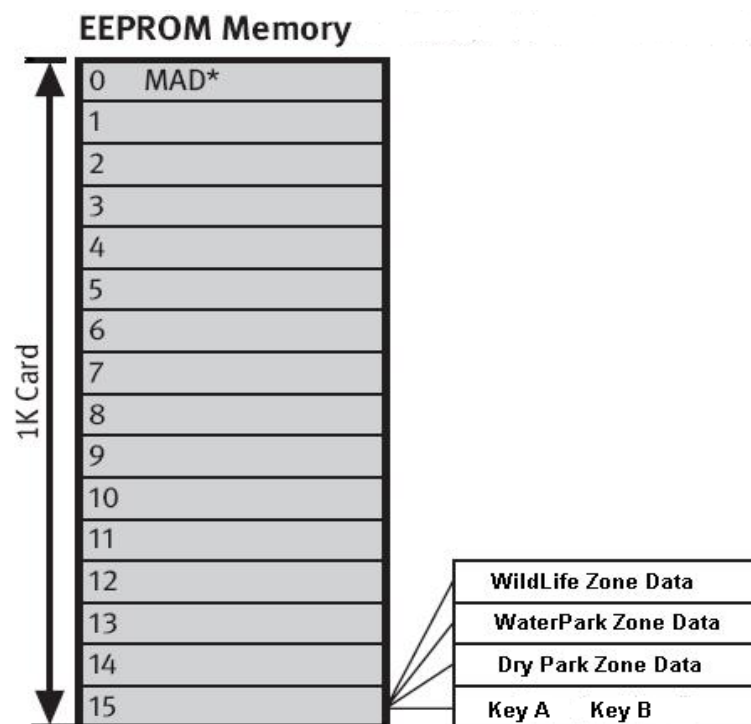 EEPROM Memory
0 MAD*
1
2
3
4
5
6
7
8
9
10
11
12
13
14
15
1K Card
WildLife Zone Data
WaterPark Zone Data
Dry Park Zone Data
Key A Key B